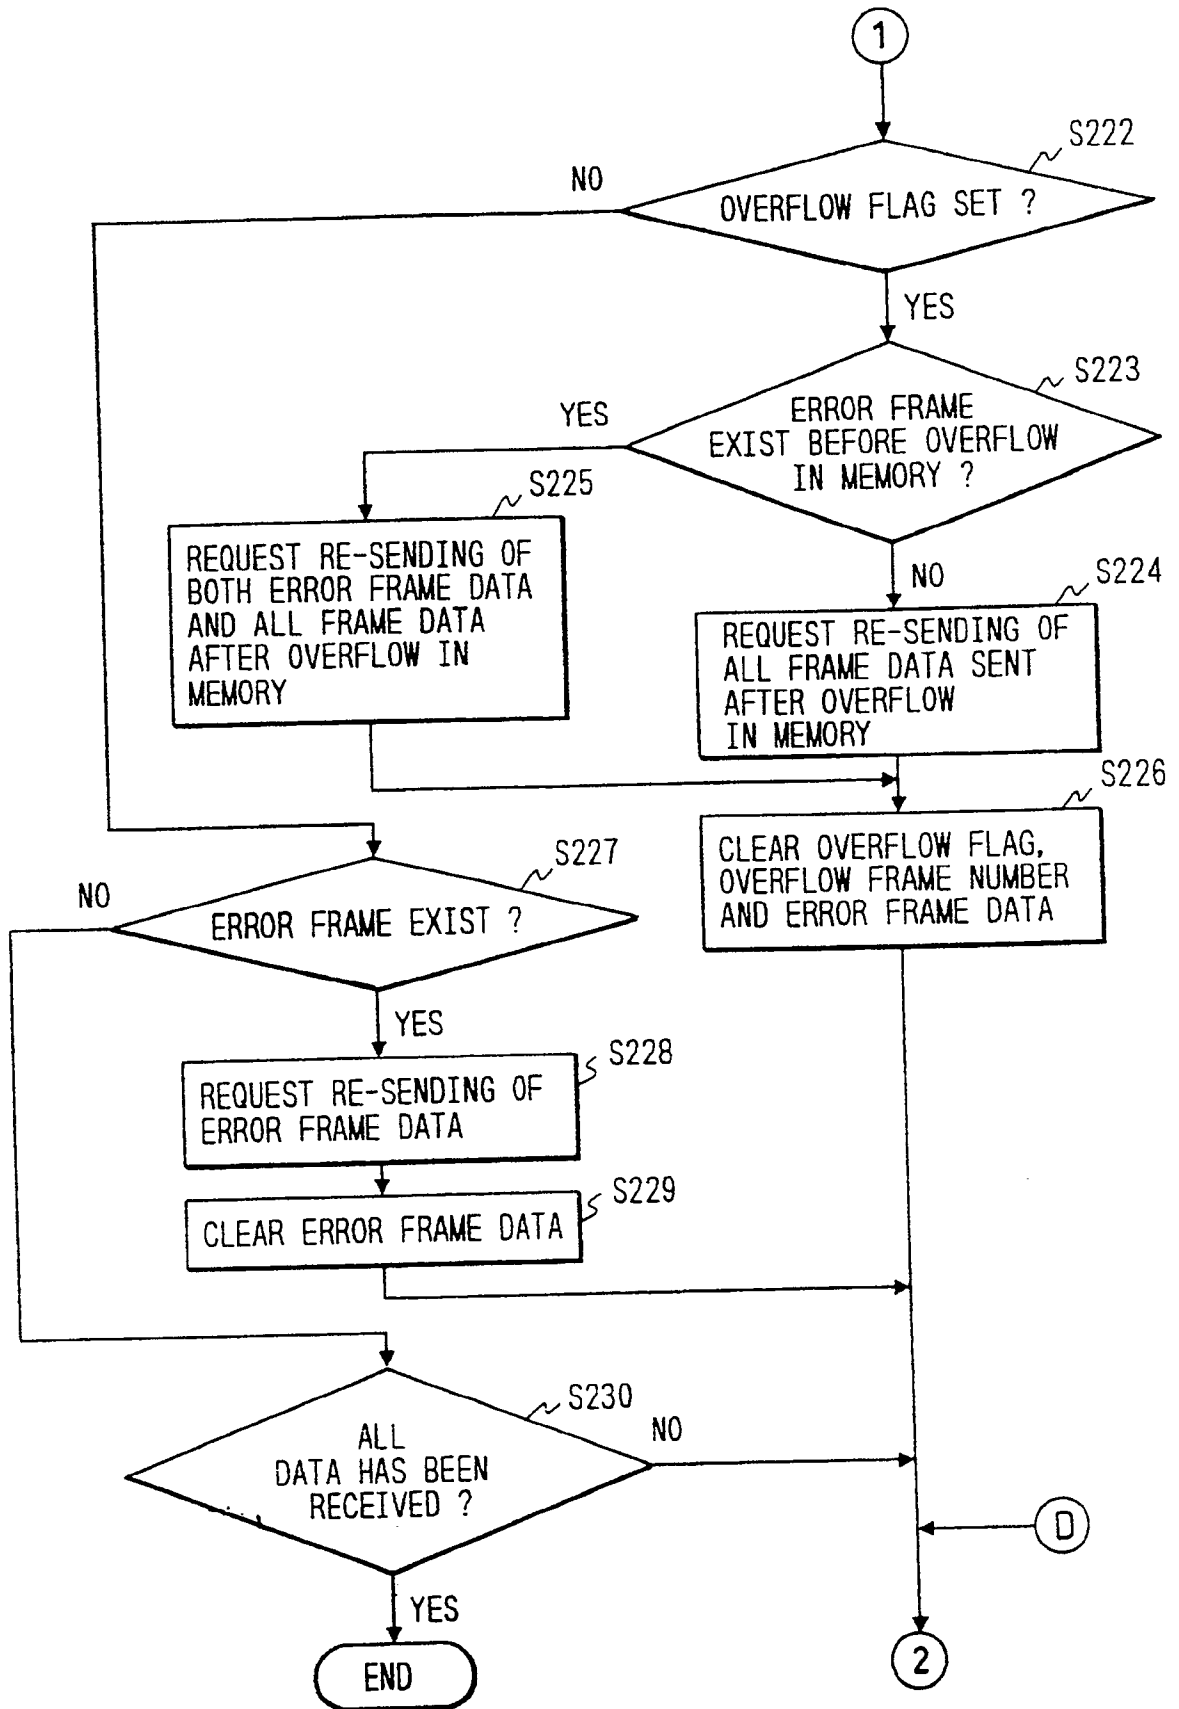 1
S222
NO
OVERFLOW FLAG SET ?
YES
S223
YES
ERROR FRAME
EXIST BEFORE OVERFLOW
IN MEMORY ?
S225
REQUEST RE-SENDING OF
BOTH ERROR FRAME DATA
AND ALL FRAME DATA
AFTER OVERFLOW IN
MEMORY
NO
S224
REQUEST RE-SENDING OF
ALL FRAME DATA SENT
AFTER OVERFLOW
IN MEMORY
S226
CLEAR OVERFLOW FLAG,
OVERFLOW FRAME NUMBER
AND ERROR FRAME DATA
S227
NO
ERROR FRAME EXIST ?
YES
S228
REQUEST RE-SENDING OF
ERROR FRAME DATA
S229
CLEAR ERROR FRAME DATA
S230
NO
ALL
DATA HAS BEEN
RECEIVED ?
D
YES
END
2